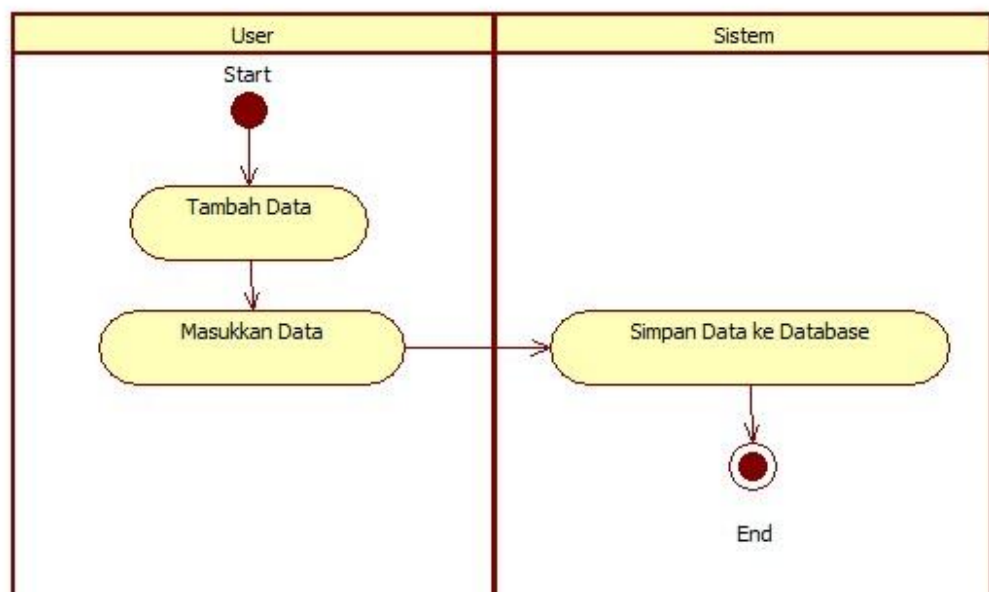 User
Sistem
Start
Tambah Data
Masukkan Data
Simpan Data ke Database
End